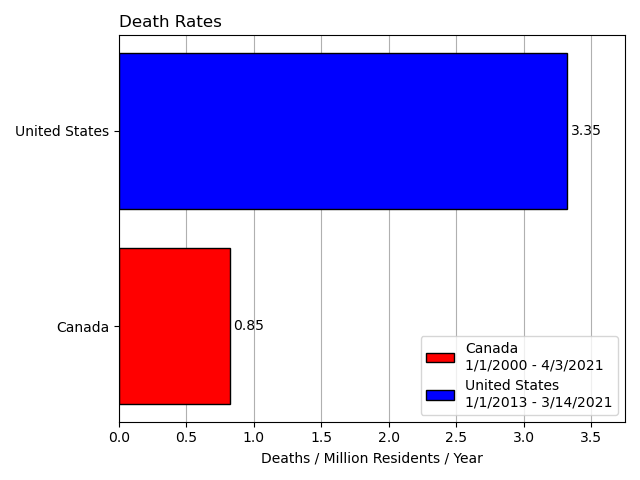 Death Rates
United States
3.35
Canada
0.85
Canada
1/1/2000 - 4/3/2021
United States
1/1/2013 - 3/14/2021
0.0 0.5 1.0 1.5 2.0 2.5 3.0 3.5
Deaths / Million Residents / Year